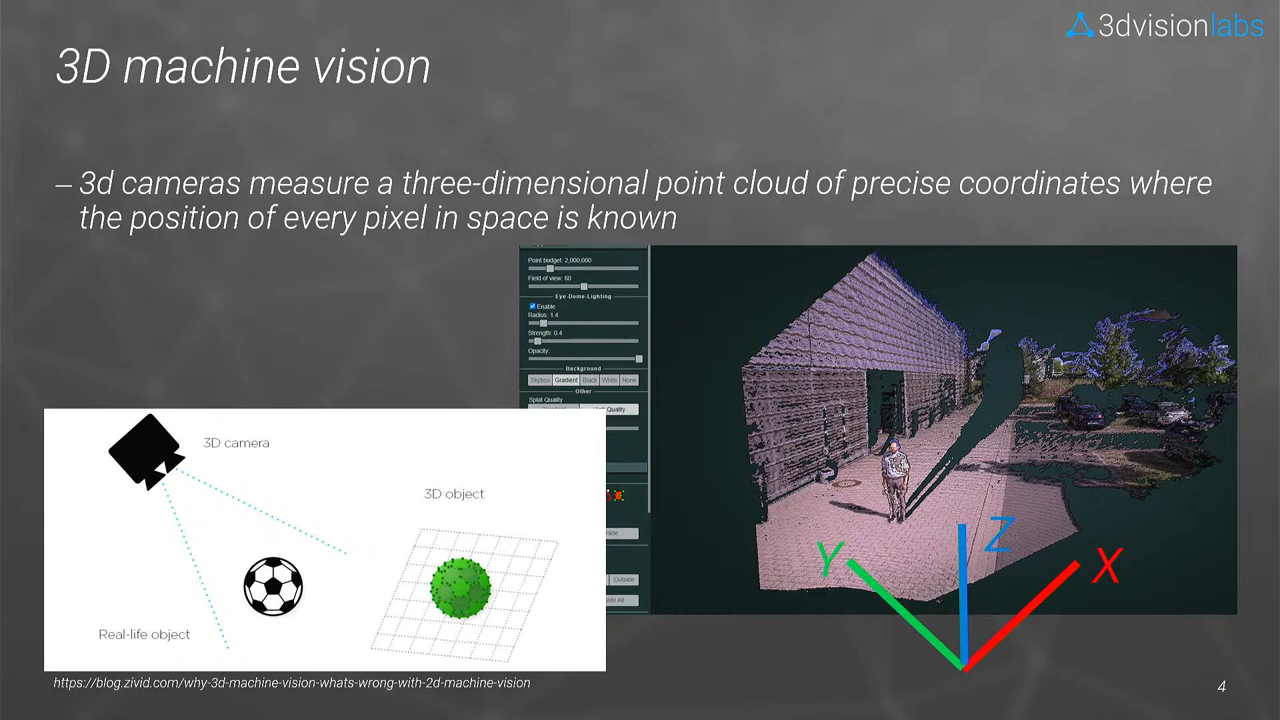 3dvisionlabs
3D machine vision
– 3d cameras measure a three-dimensional point cloud of precise coordinates where
the position of every pixel in space is known
Point budget: 2,000,000
Field of view: 60
Eye-Dome-Lighting
Enable
Radius: 1.4
Strength: 0.4
Opacity:
Background
Skybox Gradient Black White None
Other
Splat Quality
Quality
Hide
Outside
All
3D camera
3D object
Real-life object
Y
Z
X
https://blog.zivid.com/why-3d-machine-vision-whats-wrong-with-2d-machine-vision
4